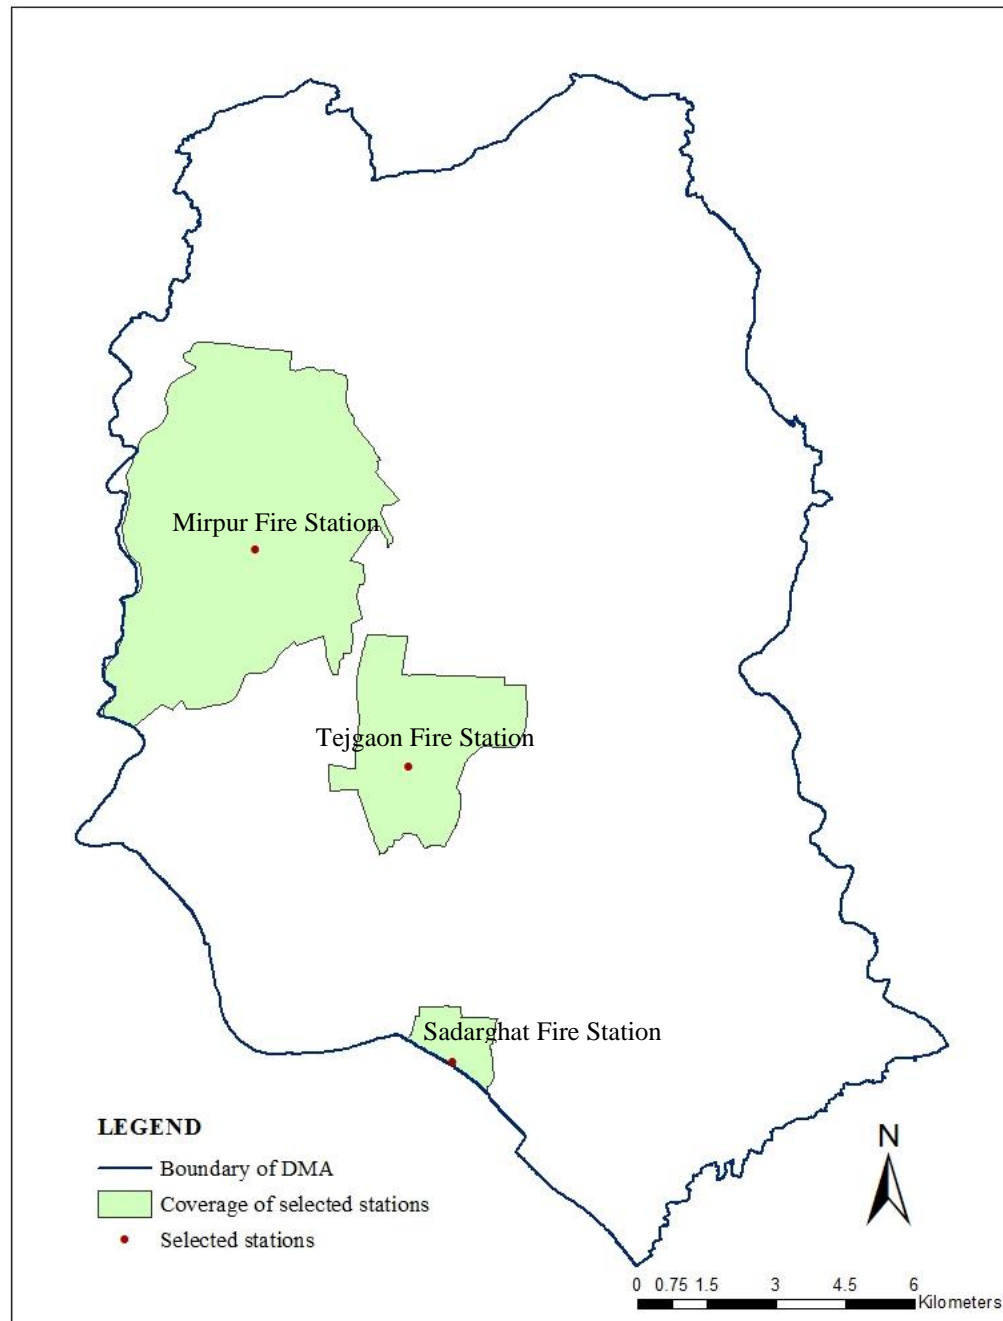 Mirpur Fire Station
Tejgaon Fire Station
Sadarghat Fire Station
LEGEND
Boundary of DMA
Coverage of selected stations
Selected stations
N
0 0.75 1.5 3 4.5 6
Kilometers